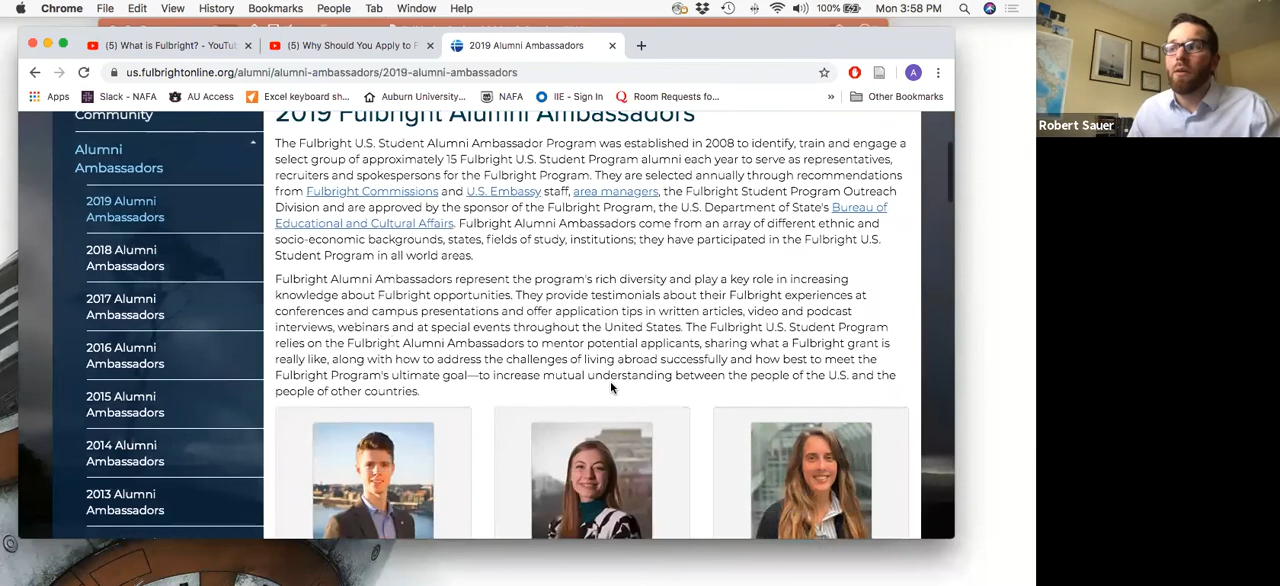 Chrome File Edit View History Bookmarks People Tab Window Help 100% Mon 3:58 PM
(5) What is Fulbright? - YouTu (5) Why Should You Apply to F 2019 Alumni Ambassadors
us.fulbrightonline.org/alumni/alumni-ambassadors/2019-alumni-ambassadors A
Apps Slack - NAFA AU Access Excel keyboard sh... Auburn University... NAFA IIE - Sign In Room Requests fo... » Other Bookmarks
Robert Sauer
Community
Alumni
Ambassadors
2019 Alumni
Ambassadors
2018 Alumni
Ambassadors
2017 Alumni
Ambassadors
2016 Alumni
Ambassadors
2015 Alumni
Ambassadors
2014 Alumni
Ambassadors
2013 Alumni
Ambassadors
2019 Fulbright Alumni Ambassadors
The Fulbright U.S. Student Alumni Ambassador Program was established in 2008 to identify, train and engage a
select group of approximately 15 Fulbright U.S. Student Program alumni each year to serve as representatives,
recruiters and spokespersons for the Fulbright Program. They are selected annually through recommendations
from Fulbright Commissions and U.S. Embassy staff, area managers, the Fulbright Student Program Outreach
Division and are approved by the sponsor of the Fulbright Program, the U.S. Department of State's Bureau of
Educational and Cultural Affairs. Fulbright Alumni Ambassadors come from an array of different ethnic and
socio-economic backgrounds, states, fields of study, institutions; they have participated in the Fulbright U.S.
Student Program in all world areas.
Fulbright Alumni Ambassadors represent the program's rich diversity and play a key role in increasing
knowledge about Fulbright opportunities. They provide testimonials about their Fulbright experiences at
conferences and campus presentations and offer application tips in written articles, video and podcast
interviews, webinars and at special events throughout the United States. The Fulbright U.S. Student Program
relies on the Fulbright Alumni Ambassadors to mentor potential applicants, sharing what a Fulbright grant is
really like, along with how to address the challenges of living abroad successfully and how best to meet the
Fulbright Program's ultimate goal—to increase mutual understanding between the people of the U.S. and the
people of other countries.